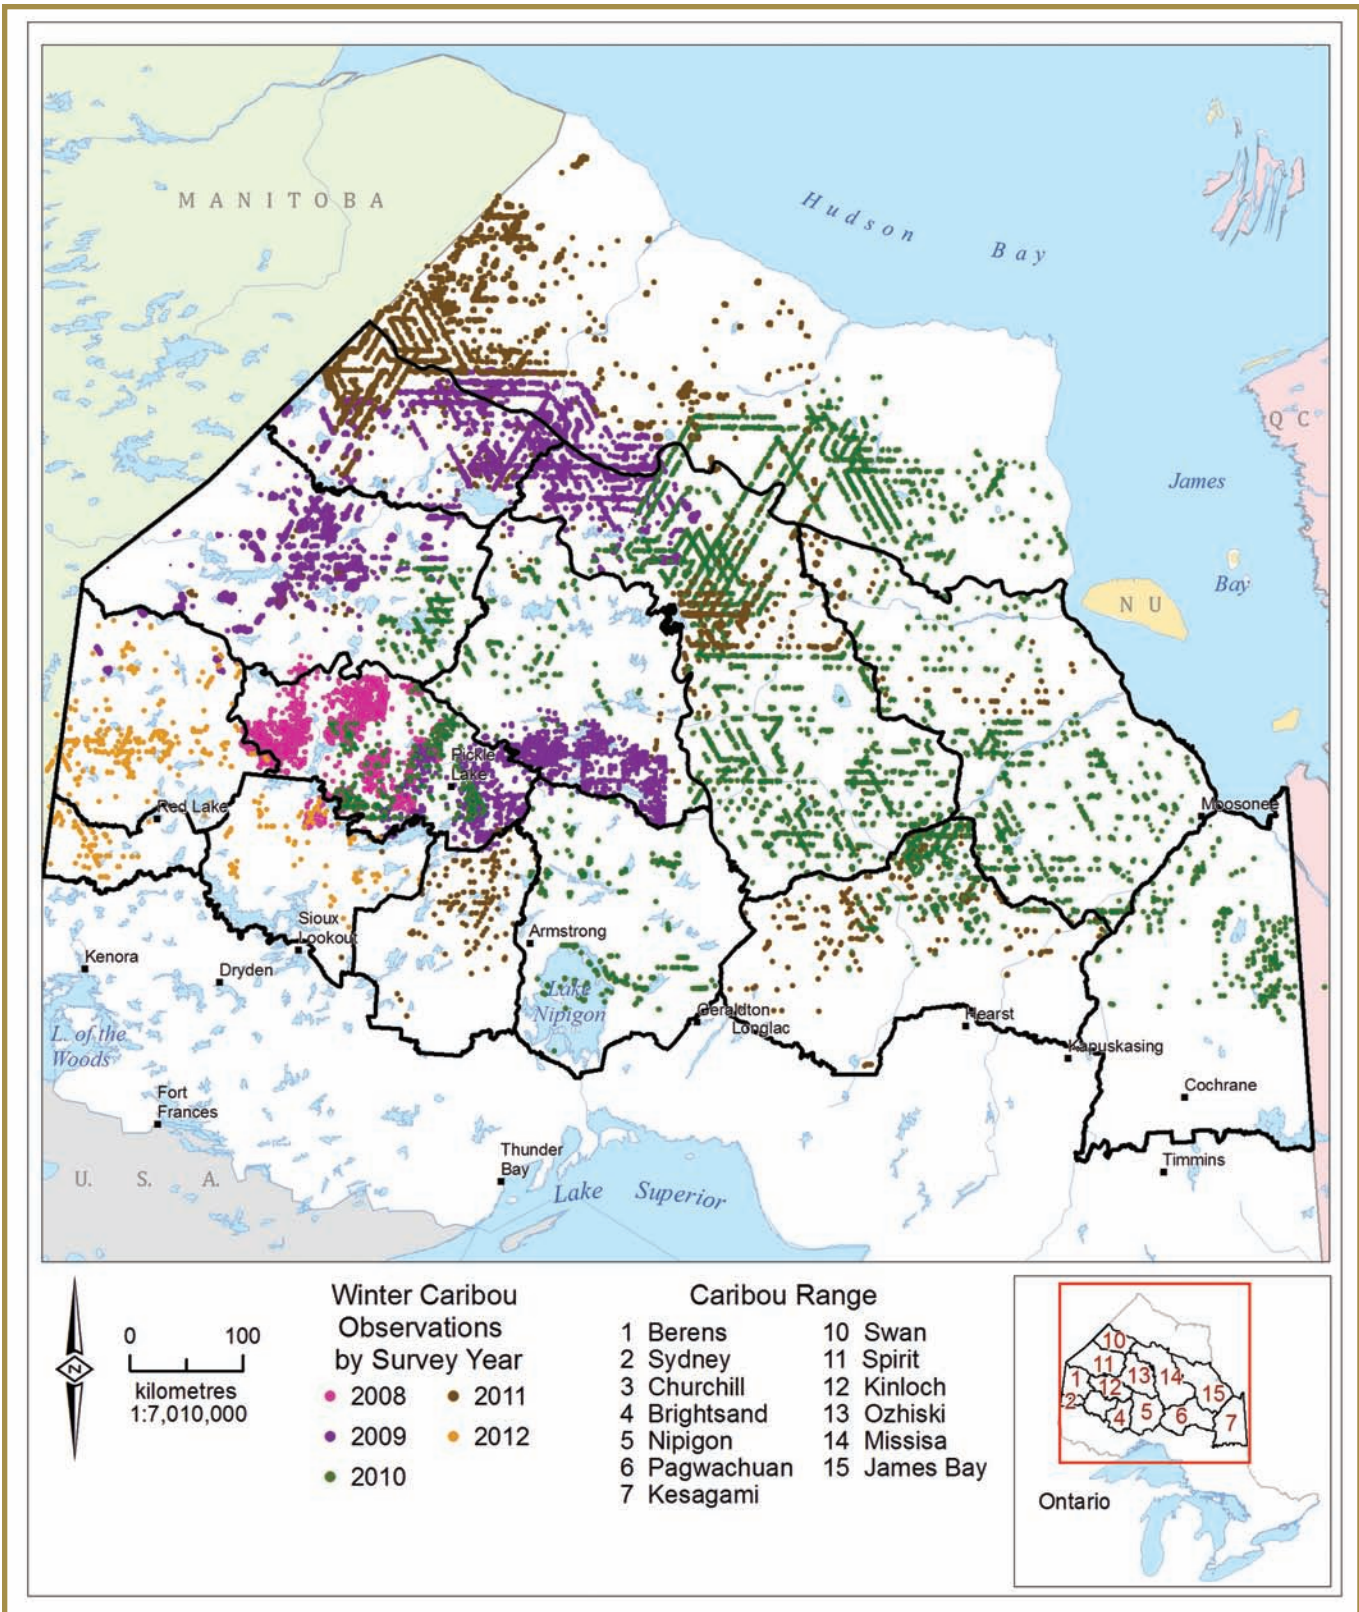 MANITOBA
Hudson Bay
QC
James
Bay
NU
Pickle
Lake
Red Lake
Moosonee
Sioux
Lookout
Armstrong
Kenora
Dryden
Lake
Nipigon
Geraldton
Longlac
Hearst
L. of the
Woods
Kapuskasing
Fort
Frances
Cochrane
Thunder
Bay
Timmins
U. S. A.
Lake Superior
N
0 100
kilometres
1:7,010,000
Winter Caribou
Observations
by Survey Year
2008
2009
2010
2011
2012
Caribou Range
1 Berens
2 Sydney
3 Churchill
4 Brightsand
5 Nipigon
6 Pagwachuan
7 Kesagami
10 Swan
11 Spirit
12 Kinloch
13 Ozhiski
14 Missisa
15 James Bay
10
11
1
13
14
12
15
2
4
5
6
7
Ontario